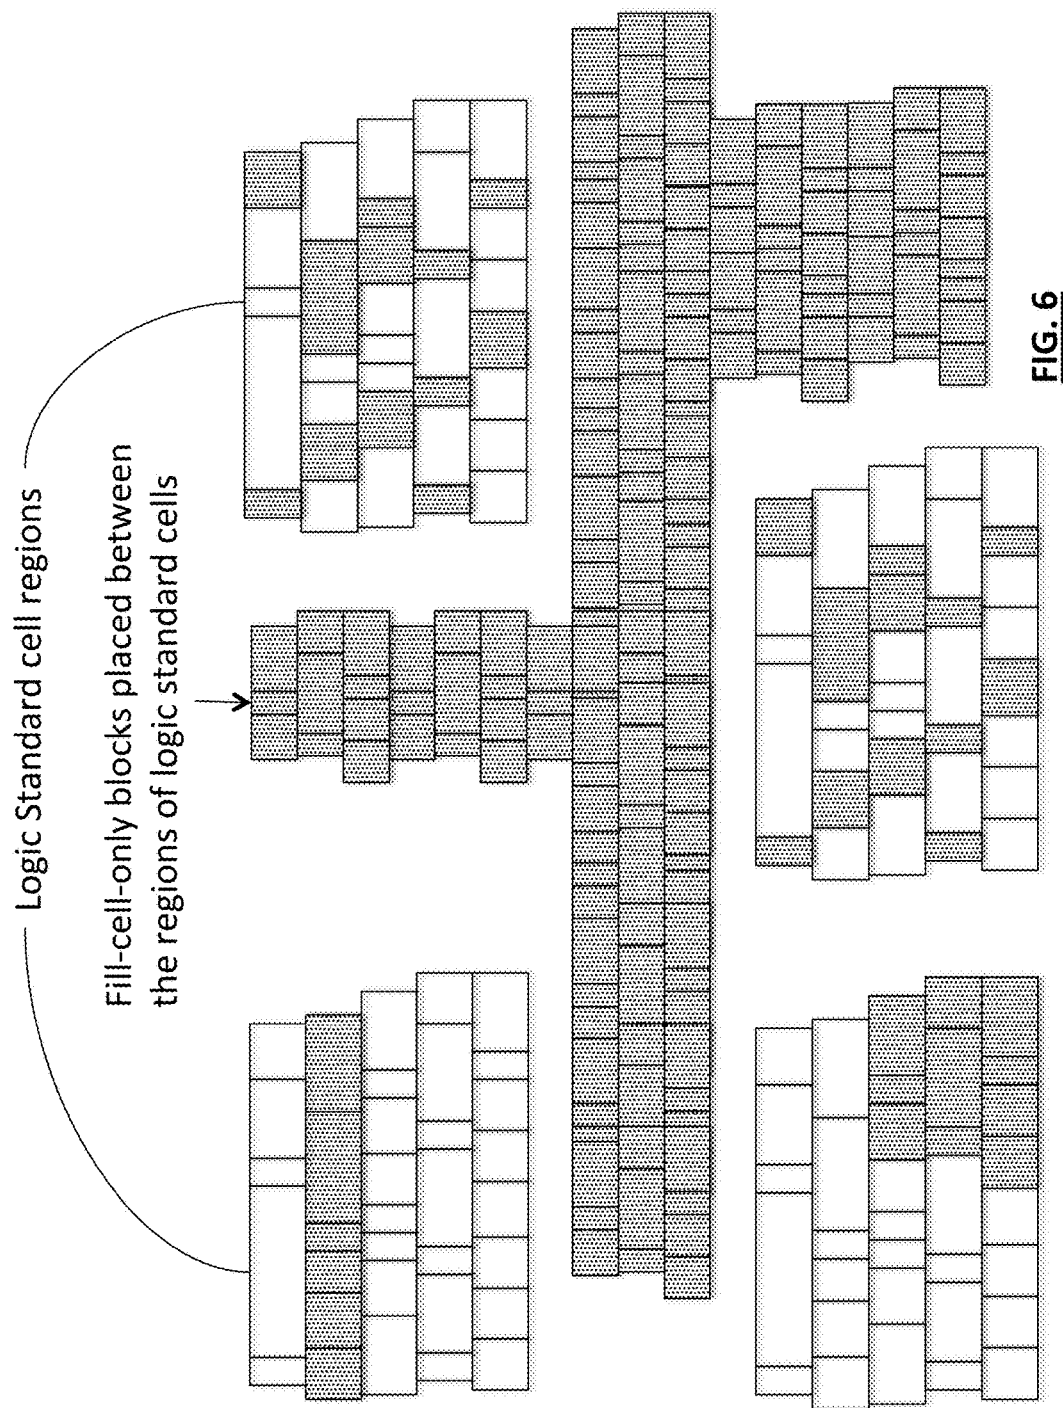 Logic Standard cell regions
Fill-cell-only blocks placed between
the regions of logic standard cells
FIG. 6